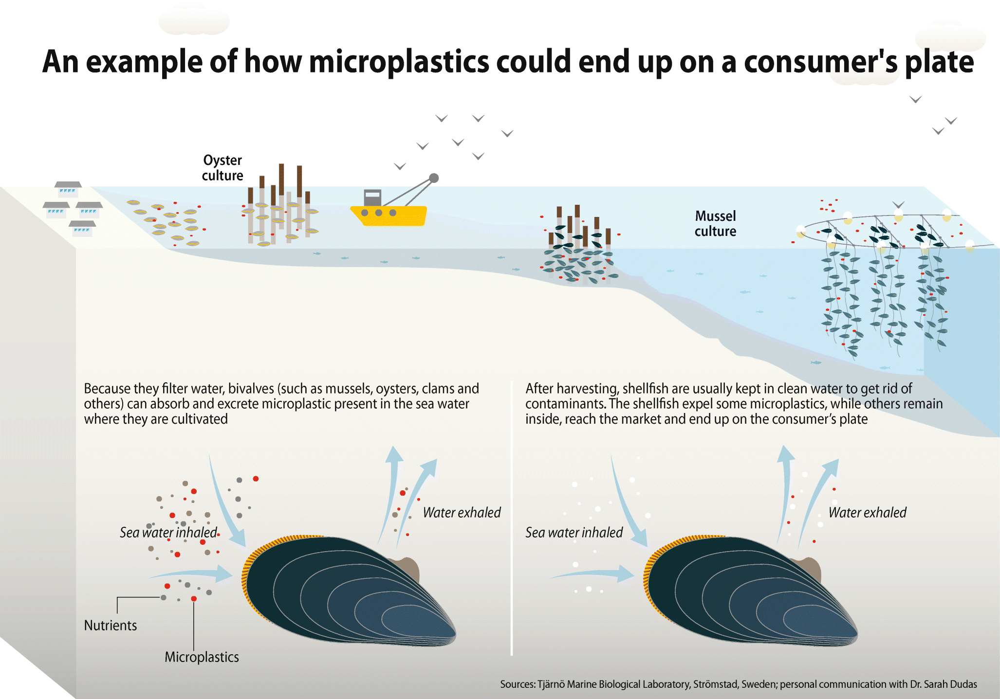 An example of how microplastics could end up on a consumer's plate
Oyster
culture
Mussel
culture
Because they filter water, bivalves (such as mussels, oysters, clams and
others) can absorb and excrete microplastic present in the sea water
where they are cultivated
Sea water inhaled
Water exhaled
Nutrients
Microplastics
After harvesting, shellfish are usually kept in clean water to get rid of
contaminants. The shellfish expel some microplastics, while others remain
inside, reach the market and end up on the consumer’s plate
Sea water inhaled
Water exhaled
Sources: Tjärnö Marine Biological Laboratory, Strömstad, Sweden; personal communication with Dr. Sarah Dudas